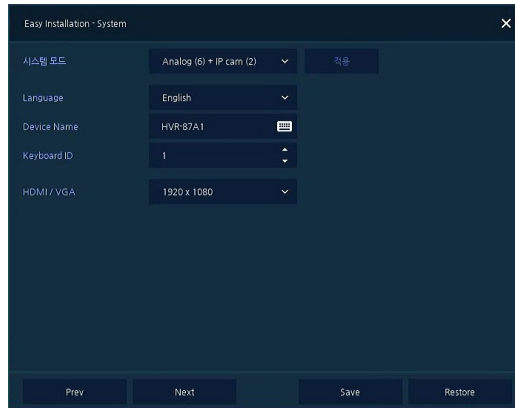 Easy Installation - System
시스템 모드 Analog (6) + IP cam (2) 적용
Language English
Device Name HVR-87A1
Keyboard ID 1
HDMI / VGA 1920 x 1080
Prev Next Save Restore